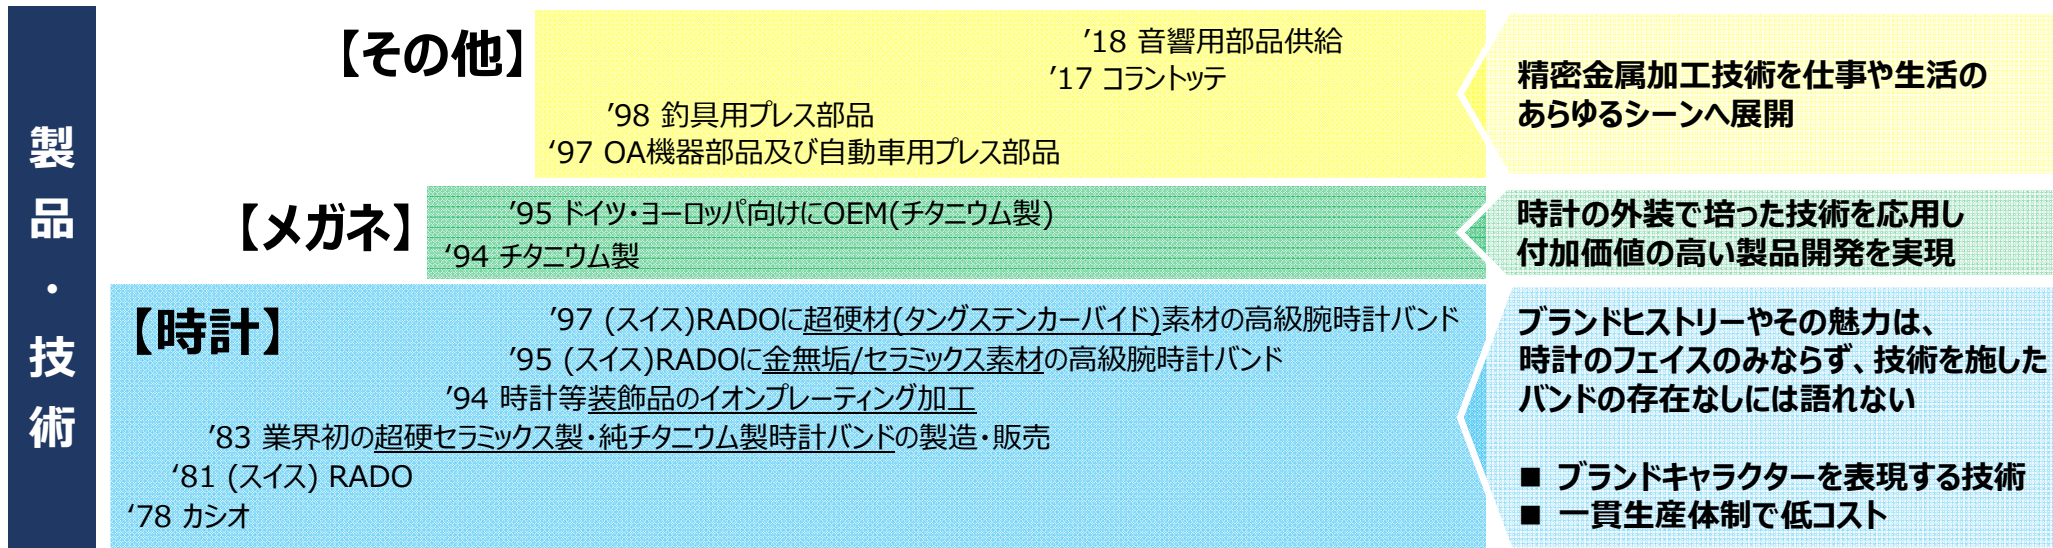 製品・技術
【その他】
’18 音響用部品供給
’17 コラントッテ
’98 釣具用プレス部品
‘97 OA機器部品及び自動車用プレス部品
精密金属加工技術を仕事や生活の
あらゆるシーンへ展開
【メガネ】
’95 ドイツ・ヨーロッパ向けにOEM(チタニウム製)
‘94 チタニウム製
時計の外装で培った技術を応用し
付加価値の高い製品開発を実現
【時計】
’97 (スイス)RADOに超硬材(タングステンカーバイド)素材の高級腕時計バンド
’95 (スイス)RADOに金無垢/セラミックス素材の高級腕時計バンド
’94 時計等装飾品のイオンプレーティング加工
’83 業界初の超硬セラミックス製・純チタニウム製時計バンドの製造・販売
‘81 (スイス) RADO
‘78 カシオ
ブランドヒストリーやその魅力は、
時計のフェイスのみならず、技術を施した
バンドの存在なしには語れない
■ ブランドキャラクターを表現する技術
■ 一貫生産体制で低コスト